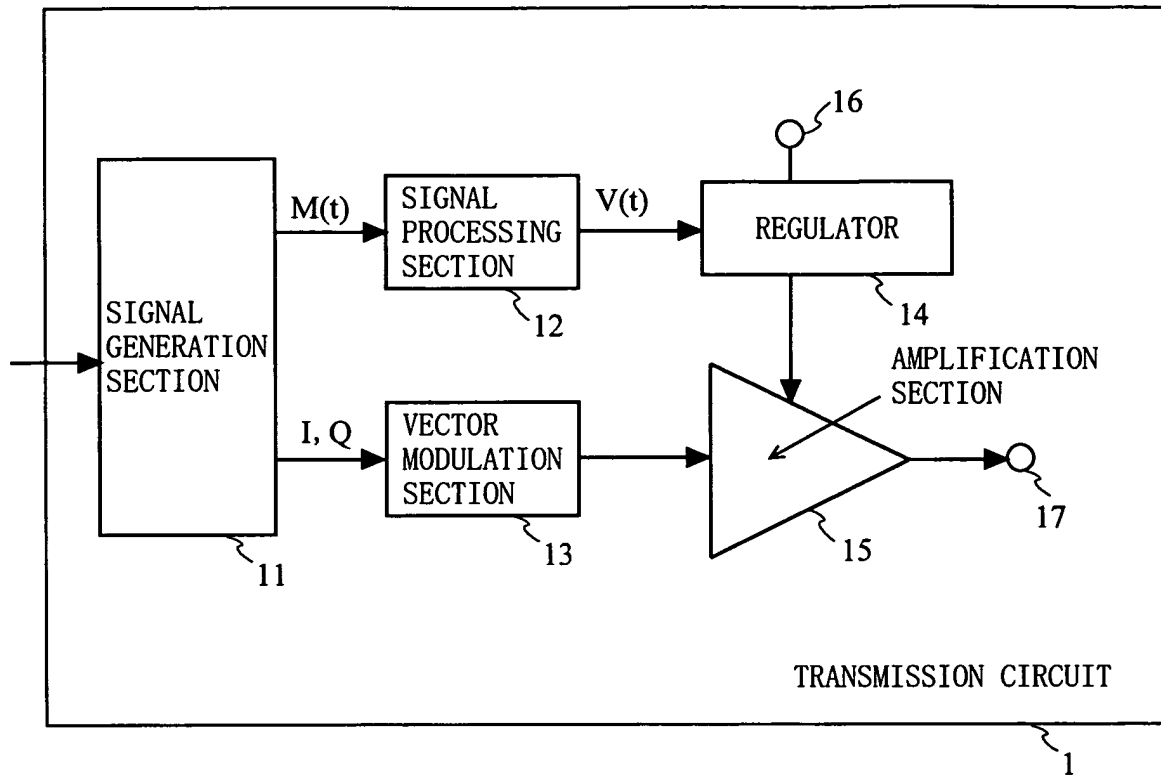 16
M(t)
SIGNAL
PROCESSING
SECTION
V(t)
REGULATOR
12
14
SIGNAL
GENERATION
SECTION
AMPLIFICATION
SECTION
I, Q
VECTOR
MODULATION
SECTION
11
13
15
17
TRANSMISSION CIRCUIT
1